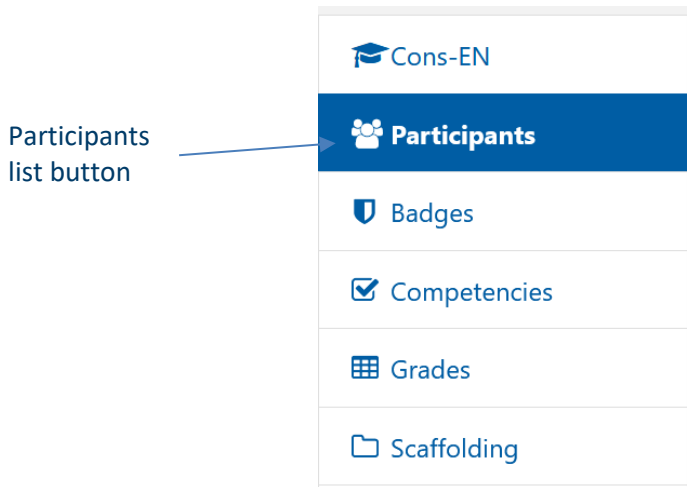 Cons-EN
Participants
list button
Participants
Badges
Competencies
Grades
Scaffolding